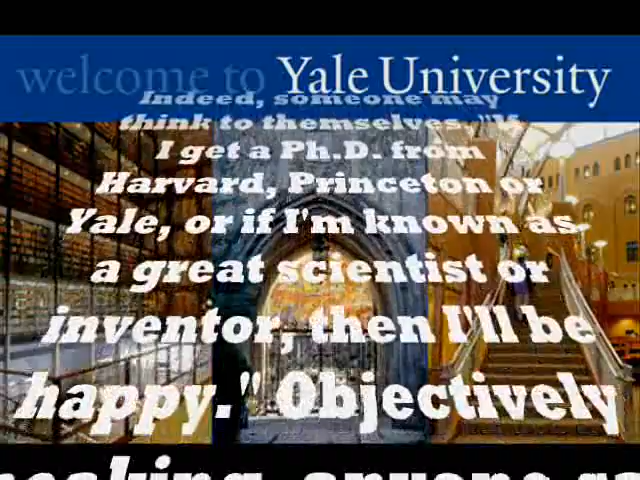 welcome to Yale University
Indeed, someone may
think to themselves, "If
I get a Ph.D. from
Harvard, Princeton or
Yale, or if I'm known as
a great scientist or
inventor, then I'll be
happy." Objectively